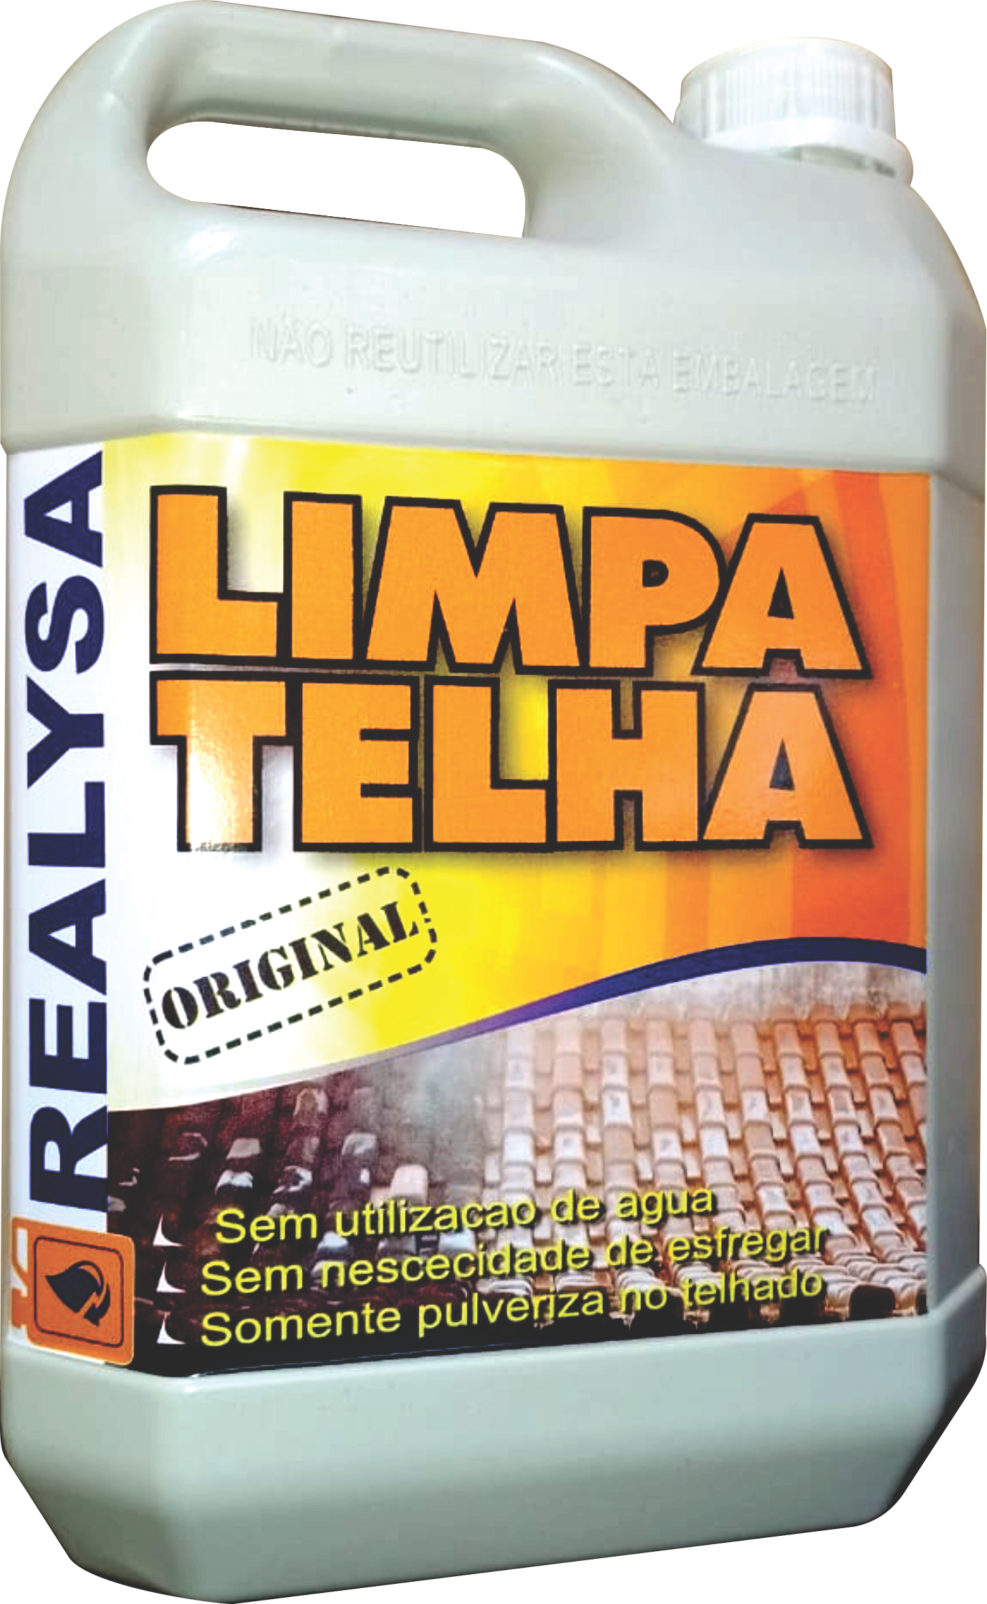 NÃO REUTILIZAR ESTA EMBALAGEM
REALYSA
LIMPA
TELHA
ORIGINAL
Sem utilizacao de agua
Sem nescecidade de esfregar
Somente pulveriza no telhado